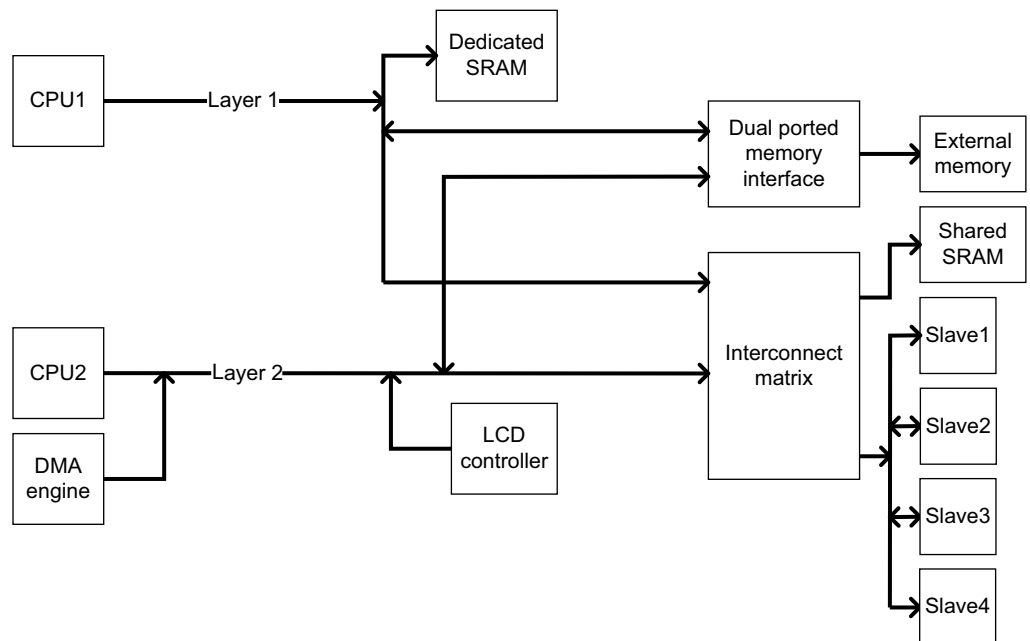 Dedicated
SRAM
CPU1
Layer 1
Dual ported
memory
interface
External
memory
Shared
SRAM
Slave1
CPU2
Layer 2
Interconnect
matrix
Slave2
LCD
controller
DMA
engine
Slave3
Slave4